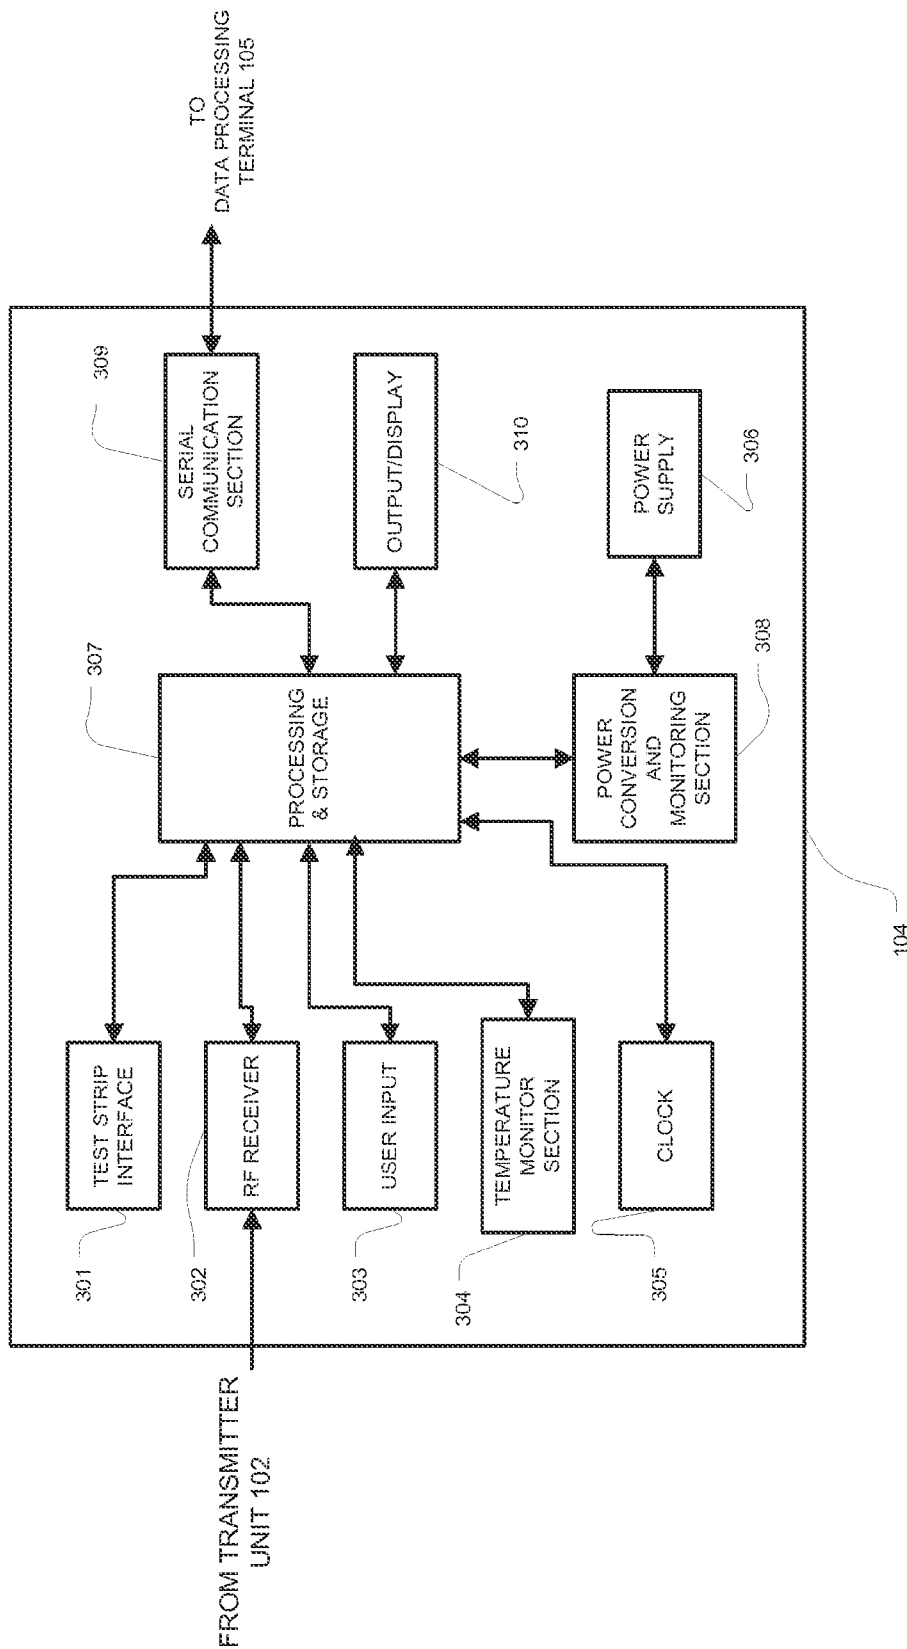 FROM TRANSMITTER
UNIT 102
301
TEST STRIP
INTERFACE
302
RF RECEIVER
303
USER INPUT
304
TEMPERATURE
MONITOR
SECTION
305
CLOCK
307
PROCESSING
& STORAGE
308
POWER
CONVERSION
AND
MONITORING
SECTION
309
SERIAL
COMMUNICATION
SECTION
OUTPUT/DISPLAY
310
POWER
SUPPLY
306
TO
DATA PROCESSING
TERMINAL 105
104